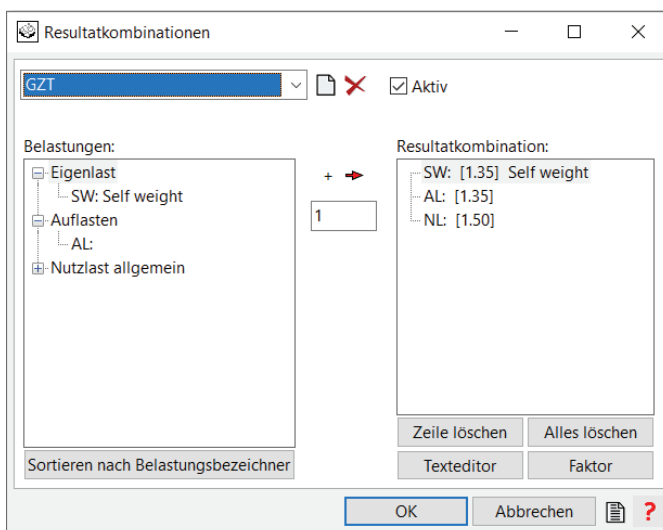 Resultatkombinationen
GZT
Aktiv
Belastungen:
Eigenlast
SW: Self weight
Auflasten
AL:
Nutzlast allgemein
Sortieren nach Belastungsbezeichner
+
1
Resultatkombination:
SW: [1.35] Self weight
AL: [1.35]
NL: [1.50]
Zeile löschen
Alles löschen
Texteditor
Faktor
OK
Abbrechen
?